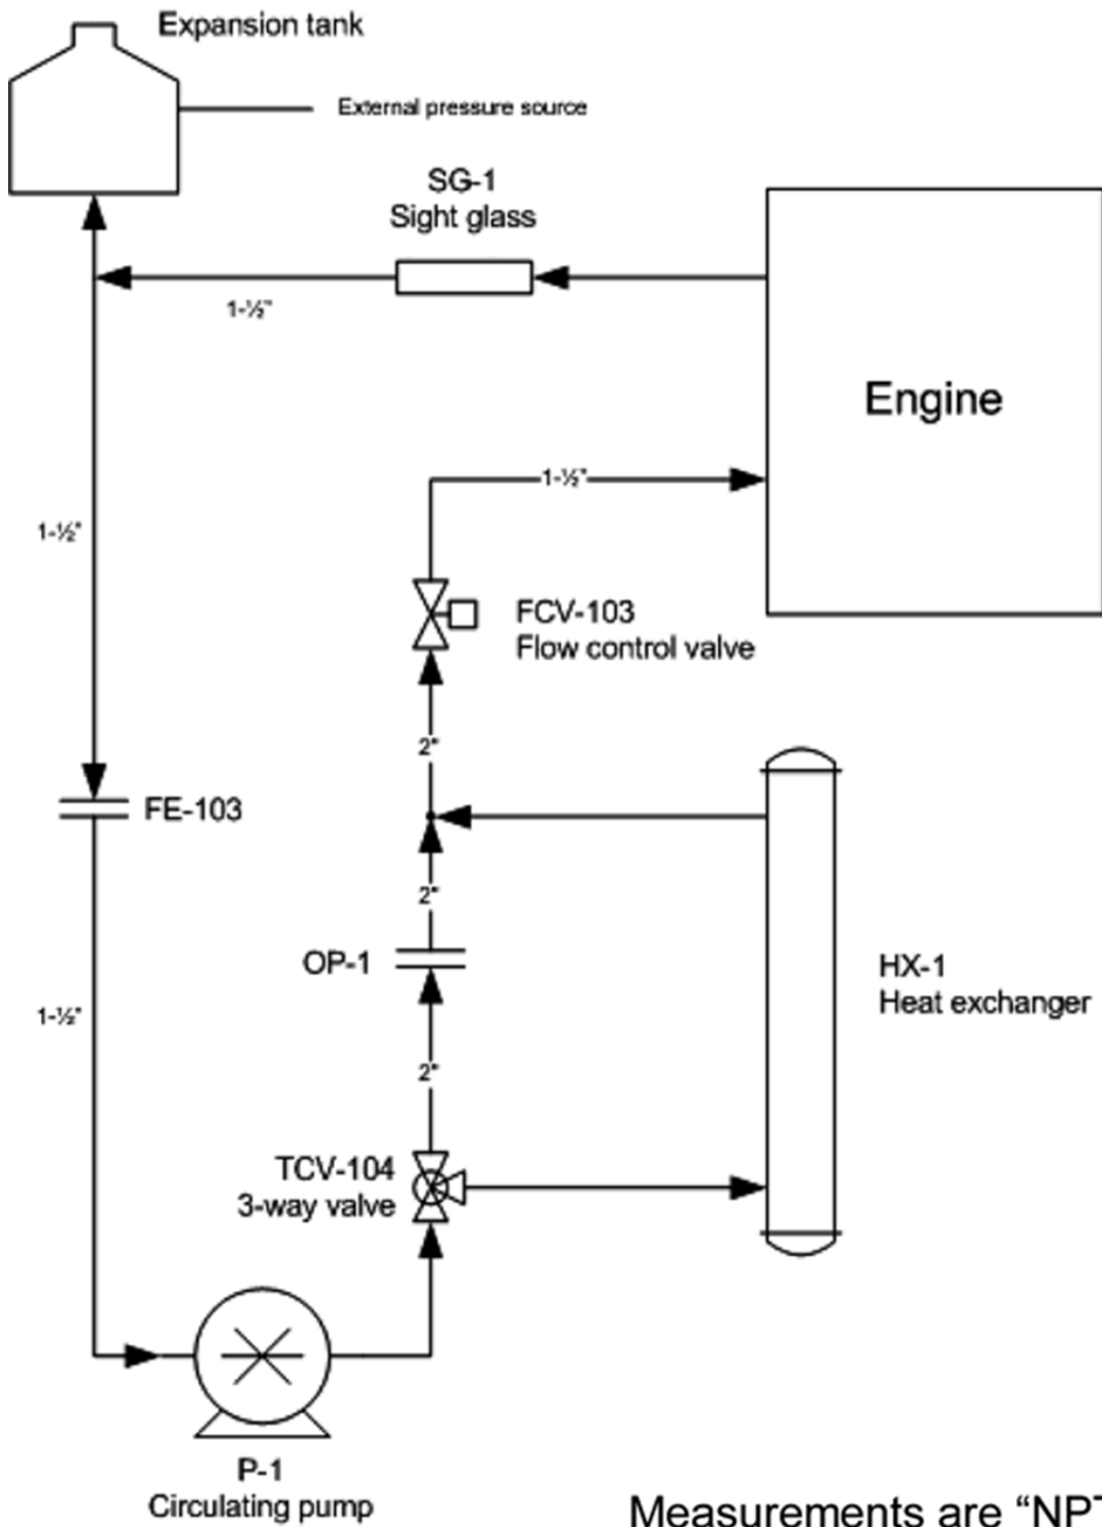 Expansion tank
External pressure source
SG-1
Sight glass
1-½"
Engine
1-½"
1-½"
FCV-103
Flow control valve
2"
FE-103
2"
OP-1
HX-1
Heat exchanger
1-½"
2"
TCV-104
3-way valve
P-1
Circulating pump
Measurements are “NPT